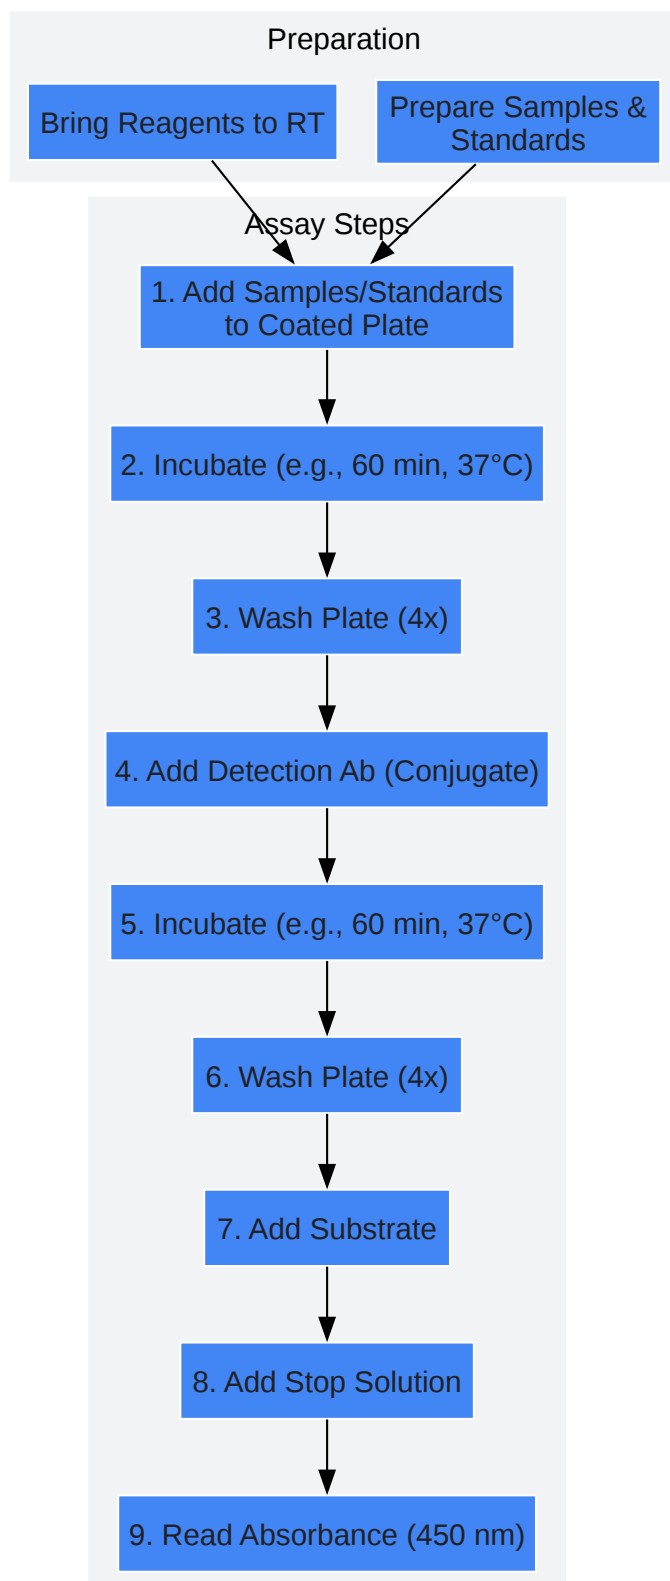 Preparation
Bring Reagents to RT
Prepare Samples &
Standards
Assay Steps
1. Add Samples/Standards
to Coated Plate
2. Incubate (e.g., 60 min, 37°C)
3. Wash Plate (4x)
4. Add Detection Ab (Conjugate)
5. Incubate (e.g., 60 min, 37°C)
6. Wash Plate (4x)
7. Add Substrate
8. Add Stop Solution
9. Read Absorbance (450 nm)